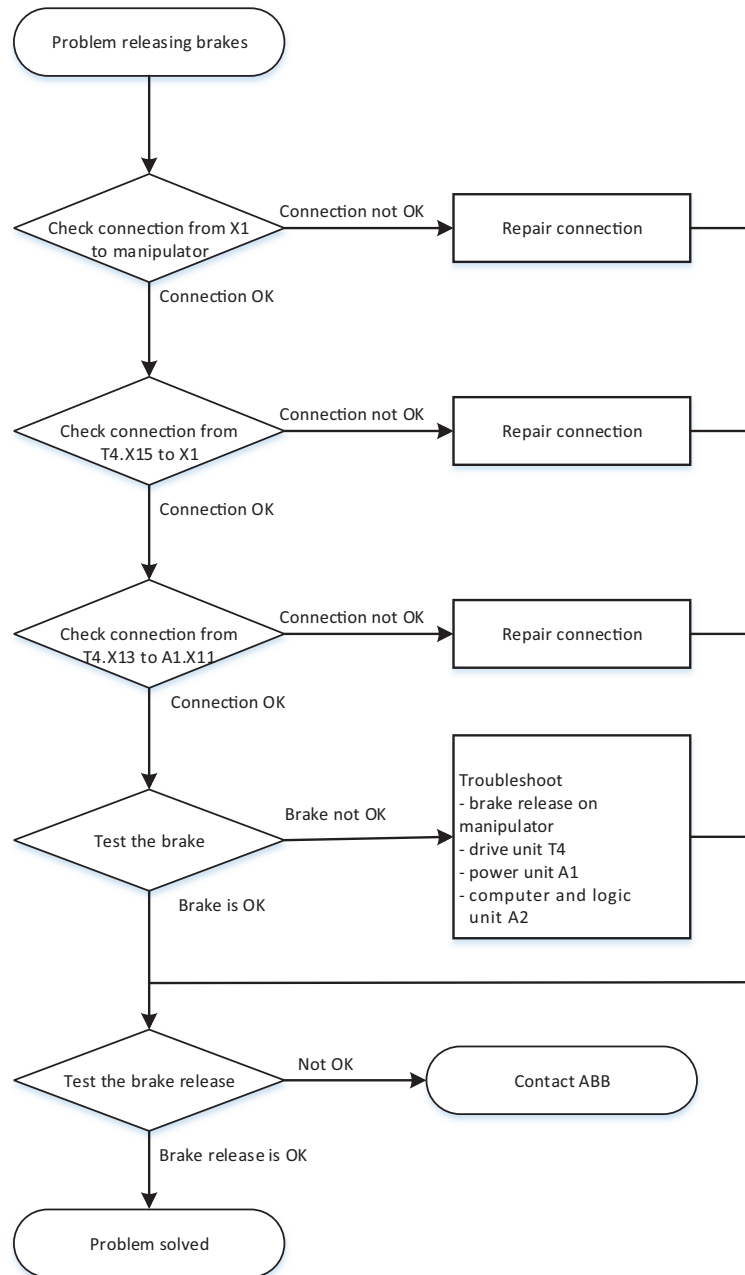 Problem releasing brakes
Check connection from X1
to manipulator
Connection not OK
Repair connection
Connection OK
Check connection from
T4.X15 to X1
Connection not OK
Repair connection
Connection OK
Check connection from
T4.X13 to A1.X11
Connection not OK
Repair connection
Connection OK
Test the brake
Brake not OK
Troubleshoot
- brake release on
manipulator
- drive unit T4
- power unit A1
- computer and logic
unit A2
Brake is OK
Test the brake release
Not OK
Contact ABB
Brake release is OK
Problem solved